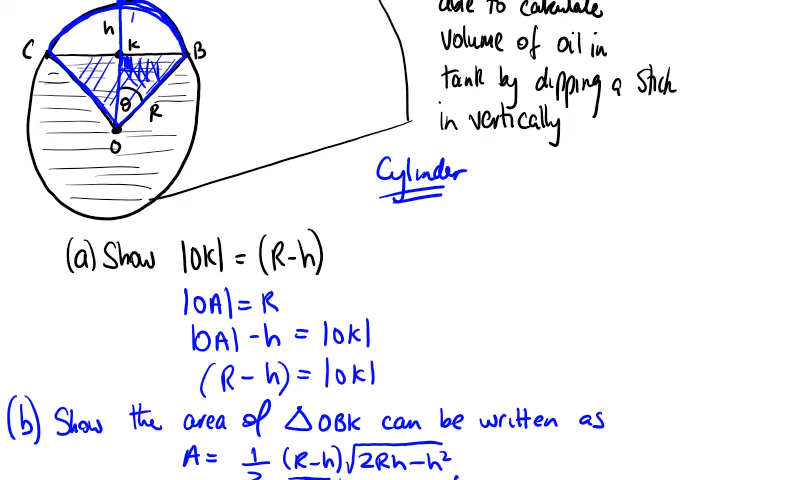 able to calculate
volume of oil in
tank by dipping a stick
in vertically
h
C
K
B
θ
R
O
Cylinder
(a) Show |OK| = (R-h)
|OA| = R
|OA| - h = |OK|
(R - h) = |OK|
(b) Show the area of △OBK can be written as
A = 1/2 (R-h)√2Rh-h²